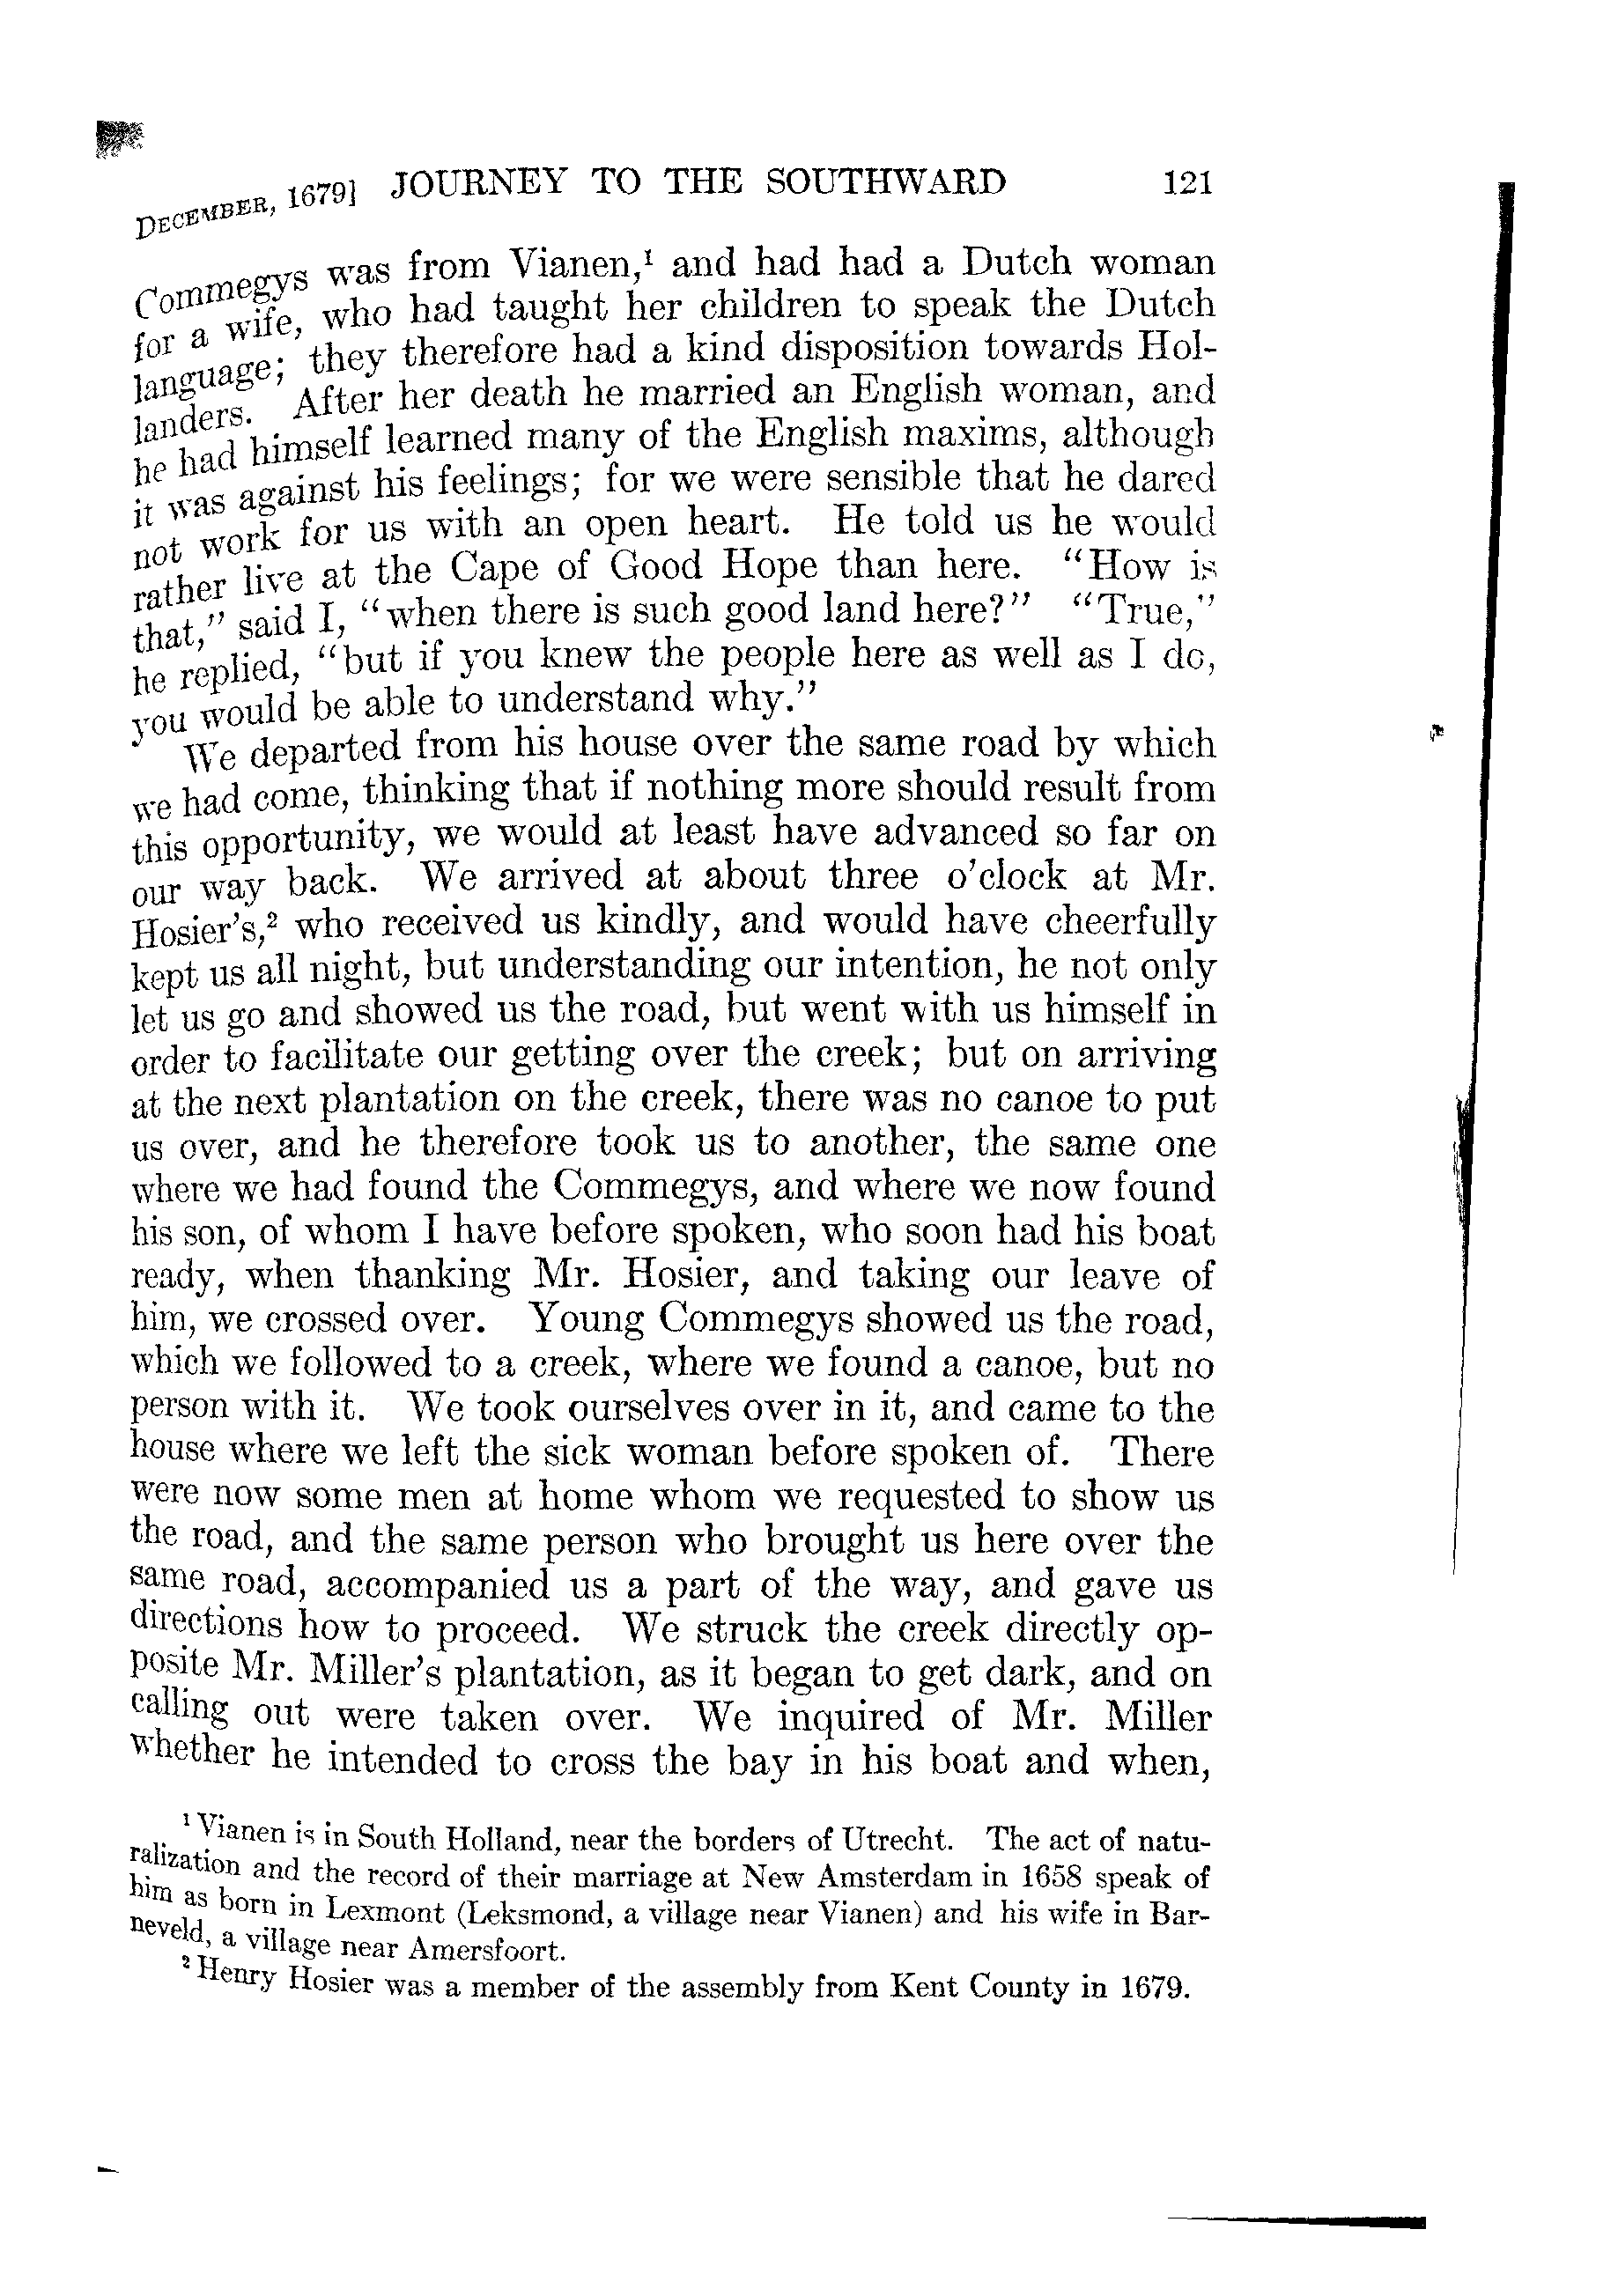 DECEMBER, 1679] JOURNEY TO THE SOUTHWARD 121
Commegys was from Vianen,¹ and had had a Dutch woman
for a wife, who had taught her children to speak the Dutch
language; they therefore had a kind disposition towards Hol-
landers. After her death he married an English woman, and
he had himself learned many of the English maxims, although
it was against his feelings; for we were sensible that he dared
not work for us with an open heart. He told us he would
rather live at the Cape of Good Hope than here. "How is
that," said I, "when there is such good land here?" "True,"
he replied, "but if you knew the people here as well as I do,
you would be able to understand why."
We departed from his house over the same road by which
we had come, thinking that if nothing more should result from
this opportunity, we would at least have advanced so far on
our way back. We arrived at about three o'clock at Mr.
Hosier's,² who received us kindly, and would have cheerfully
kept us all night, but understanding our intention, he not only
let us go and showed us the road, but went with us himself in
order to facilitate our getting over the creek; but on arriving
at the next plantation on the creek, there was no canoe to put
us over, and he therefore took us to another, the same one
where we had found the Commegys, and where we now found
his son, of whom I have before spoken, who soon had his boat
ready, when thanking Mr. Hosier, and taking our leave of
him, we crossed over. Young Commegys showed us the road,
which we followed to a creek, where we found a canoe, but no
person with it. We took ourselves over in it, and came to the
house where we left the sick woman before spoken of. There
were now some men at home whom we requested to show us
the road, and the same person who brought us here over the
same road, accompanied us a part of the way, and gave us
directions how to proceed. We struck the creek directly op-
posite Mr. Miller's plantation, as it began to get dark, and on
calling out were taken over. We inquired of Mr. Miller
whether he intended to cross the bay in his boat and when,
¹ Vianen is in South Holland, near the borders of Utrecht. The act of natu-
ralization and the record of their marriage at New Amsterdam in 1658 speak of
him as born in Lexmont (Leksmond, a village near Vianen) and his wife in Bar-
neveld, a village near Amersfoort.
² Henry Hosier was a member of the assembly from Kent County in 1679.